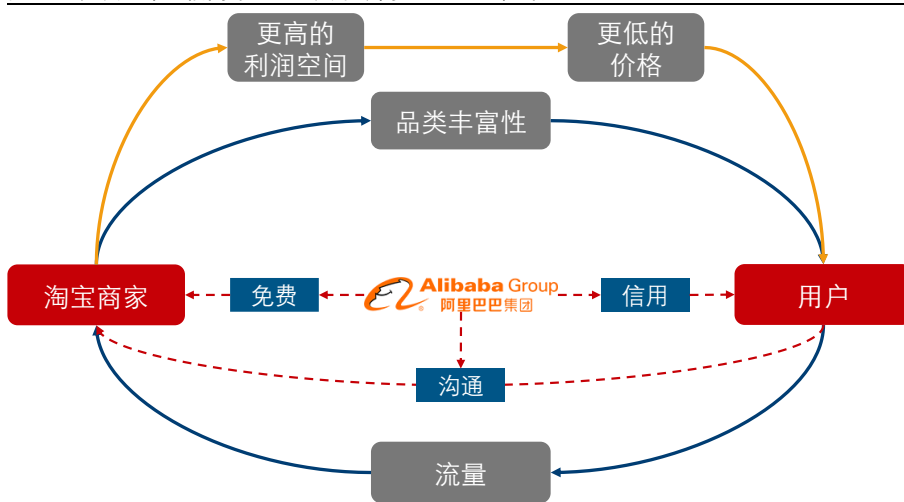 更高的
利润空间
更低的
价格
品类丰富性
淘宝商家
免费
Alibaba Group
阿里巴巴集团
信用
用户
沟通
流量